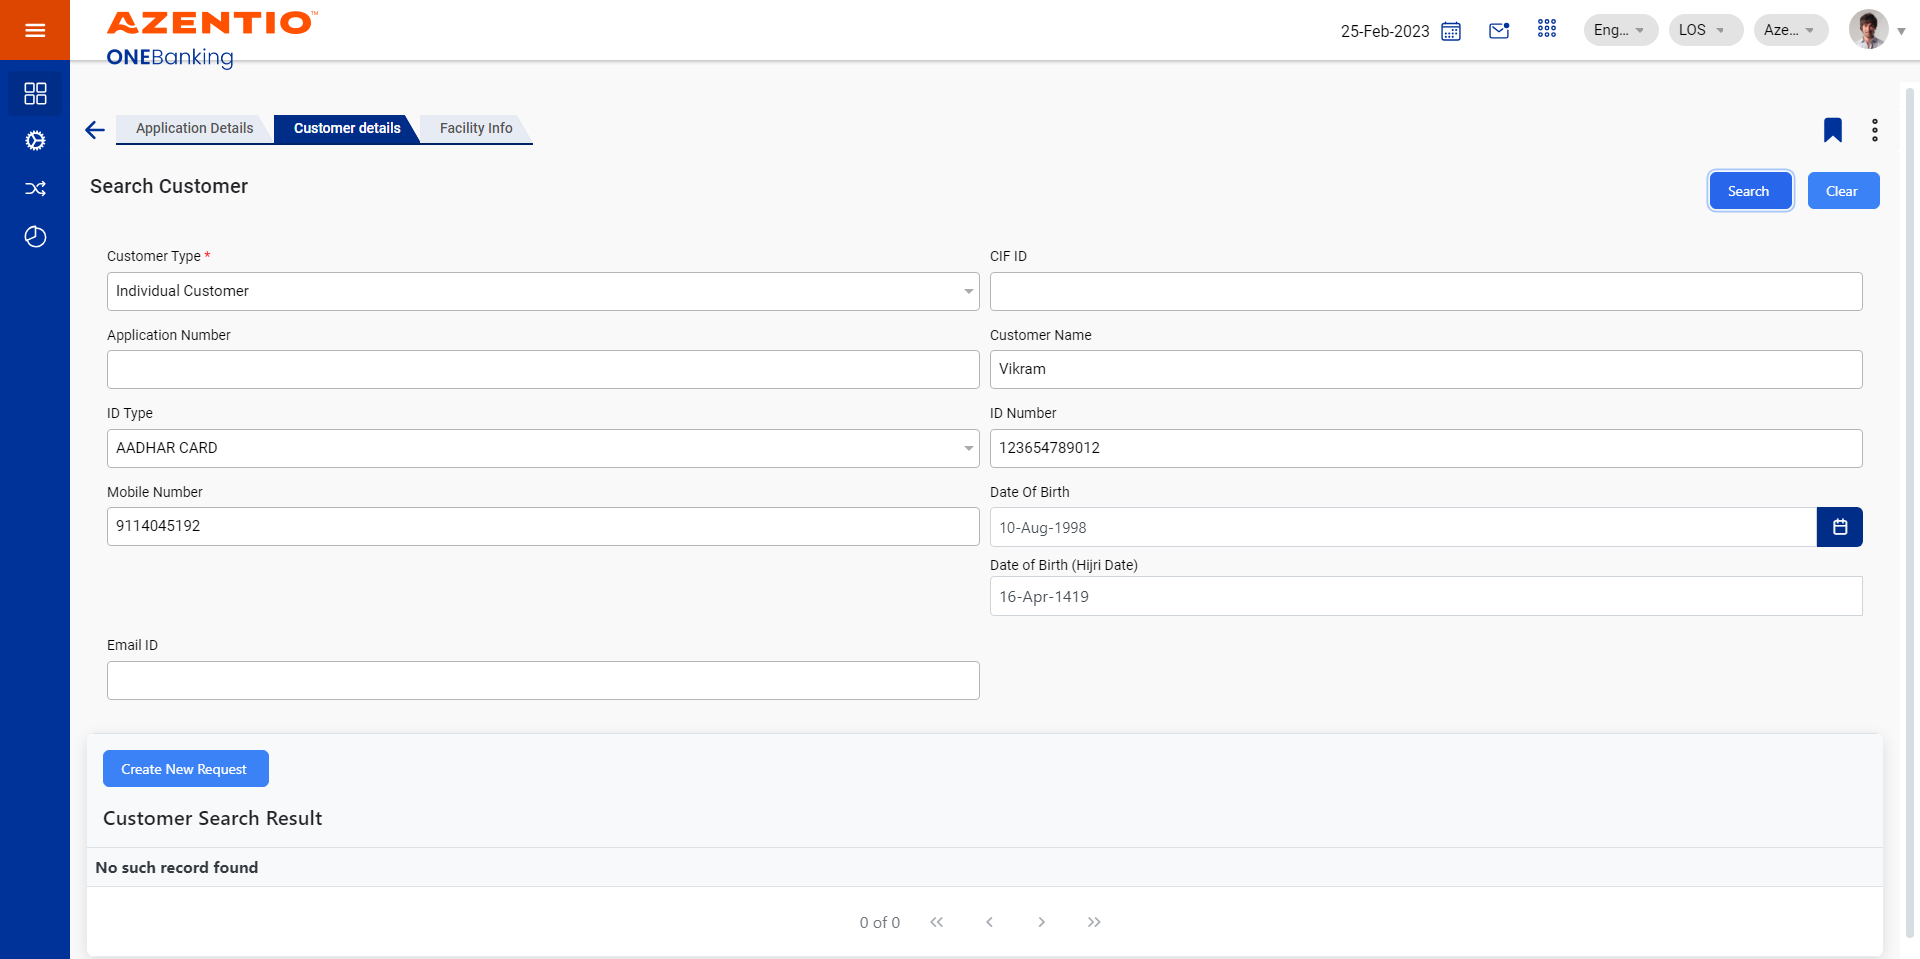 AZENTIO™
ONEBanking
25-Feb-2023
Eng...
LOS
Aze...
Application Details
Customer details
Facility Info
Search Customer
Search
Clear
Customer Type *
CIF ID
Individual Customer
Application Number
Customer Name
Vikram
ID Type
ID Number
AADHAR CARD
123654789012
Mobile Number
Date Of Birth
9114045192
10-Aug-1998
Date of Birth (Hijri Date)
16-Apr-1419
Email ID
Create New Request
Customer Search Result
No such record found
0 of 0